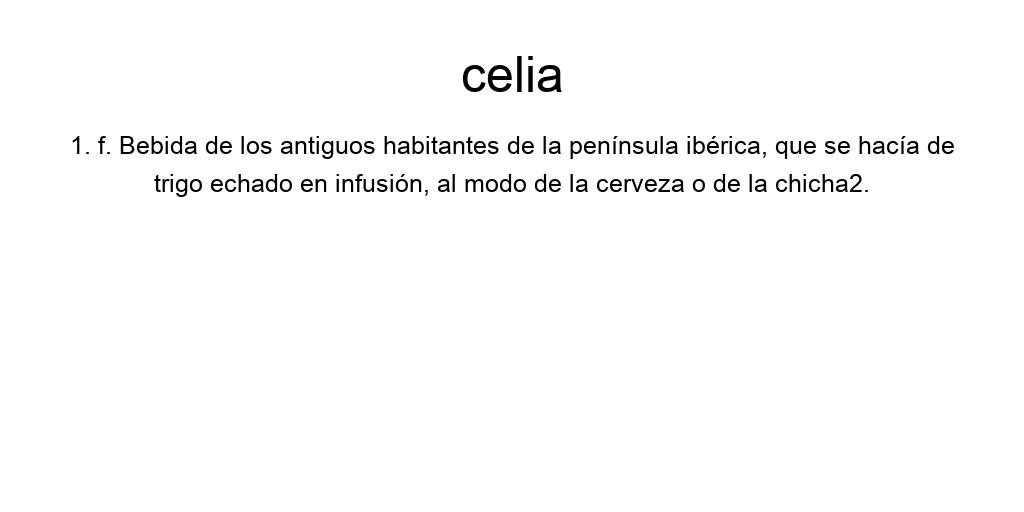 celia
1. f. Bebida de los antiguos habitantes de la península ibérica, que se hacía de
trigo echado en infusión, al modo de la cerveza o de la chicha2.